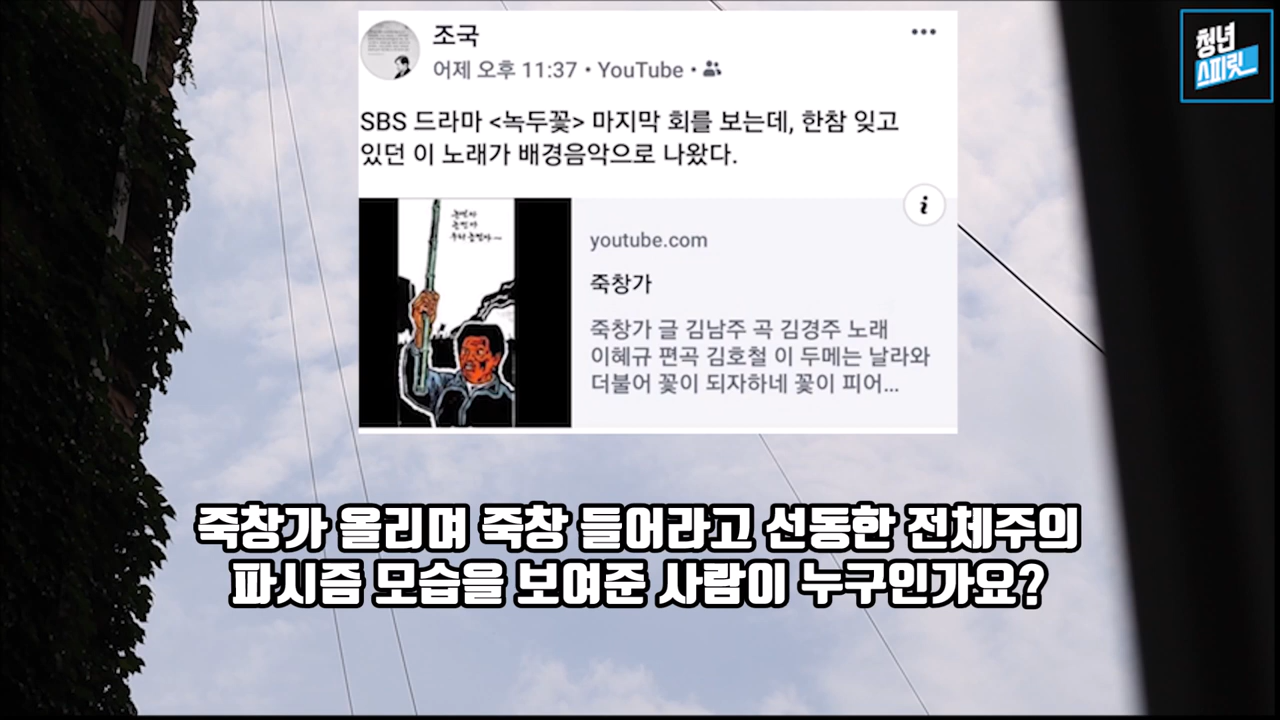 조국
어제 오후 11:37 • YouTube •
SBS 드라마 <녹두꽃> 마지막 회를 보는데, 한참 잊고
있던 이 노래가 배경음악으로 나왔다.
youtube.com
죽창가
죽창가 글 김남주 곡 김경주 노래
이혜규 편곡 김호철 이 두메는 날라와
더불어 꽃이 되자하네 꽃이 피어...
청년
스피릿
죽창가 올리며 죽창 들어라고 선동한 전체주의
파시즘 모습을 보여준 사람이 누구인가요?